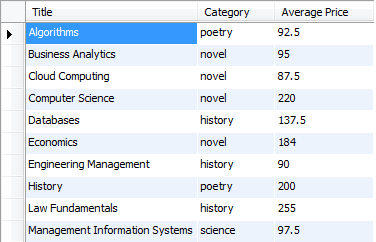 Title Category Average Price
Algorithms poetry 92.5
Business Analytics novel 95
Cloud Computing novel 87.5
Computer Science novel 220
Databases history 137.5
Economics novel 184
Engineering Management history 90
History poetry 200
Law Fundamentals history 255
Management Information Systems science 97.5